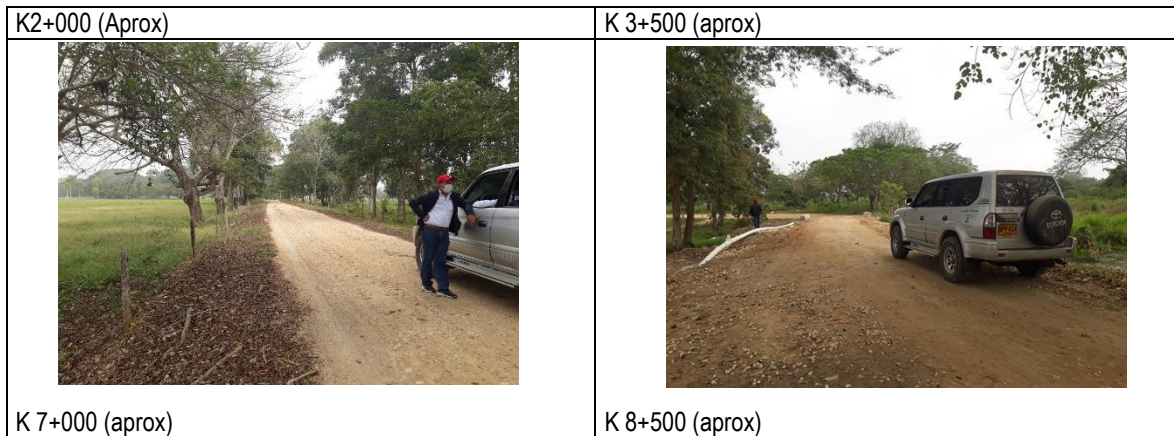 K2+000 (Aprox)
K 3+500 (aprox)
TOYOTA
K 7+000 (aprox)
K 8+500 (aprox)